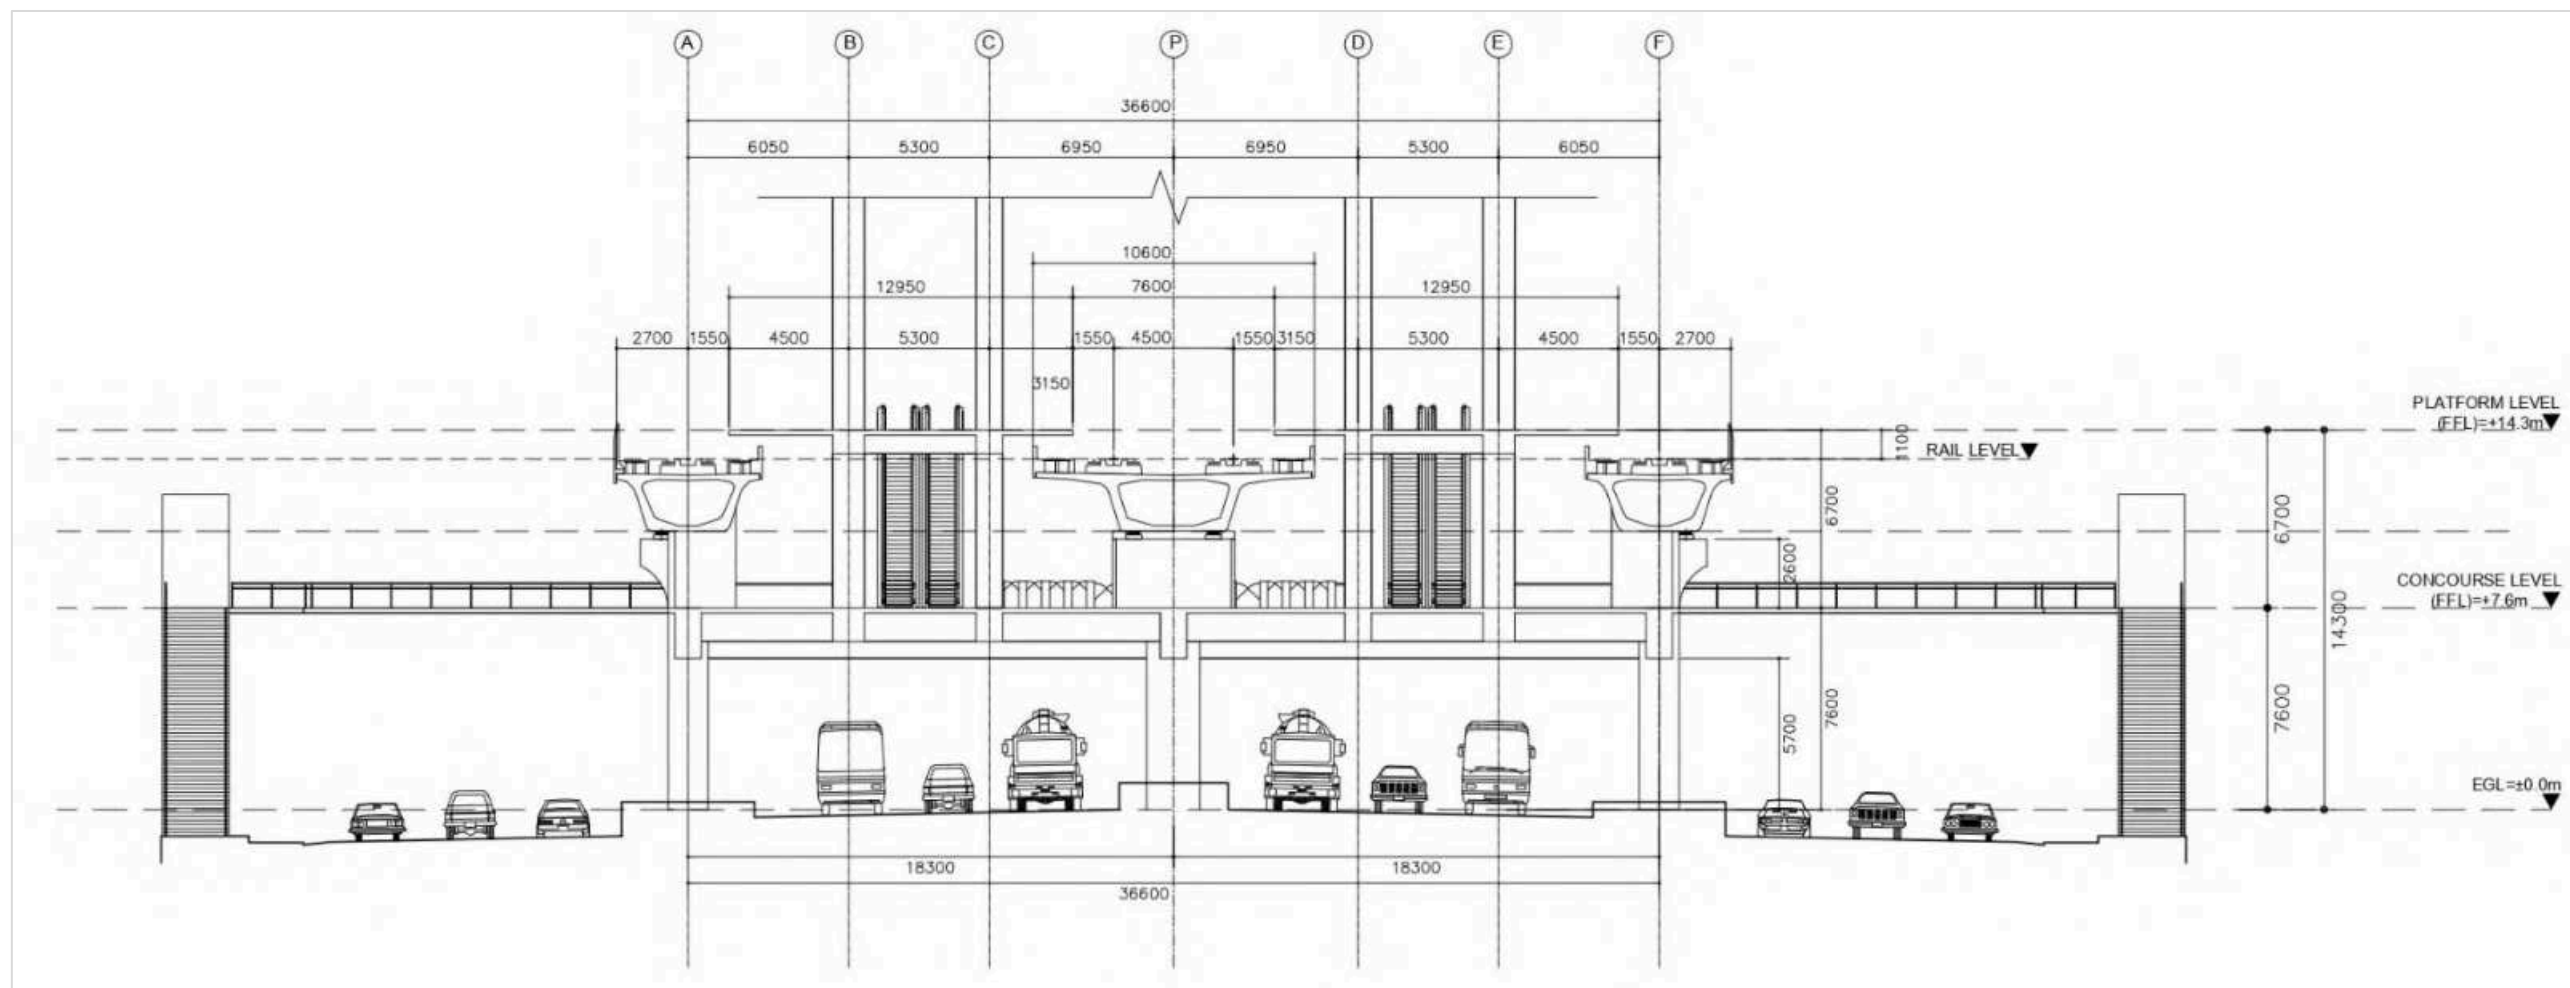 A B C P D E F
36600
6050 5300 6950 6950 5300 6050
10600
12950 7600 12950
2700 1550 4500 5300 1550 4500 1550 3150 5300 4500 1550 2700
3150
PLATFORM LEVEL
(FFL)=+14.3m
1100
RAIL LEVEL
6700
6700
2600
CONCOURSE LEVEL
(FFL)=+7.6m
14300
5700
7600
7600
EGL=±0.0m
18300 18300
36600